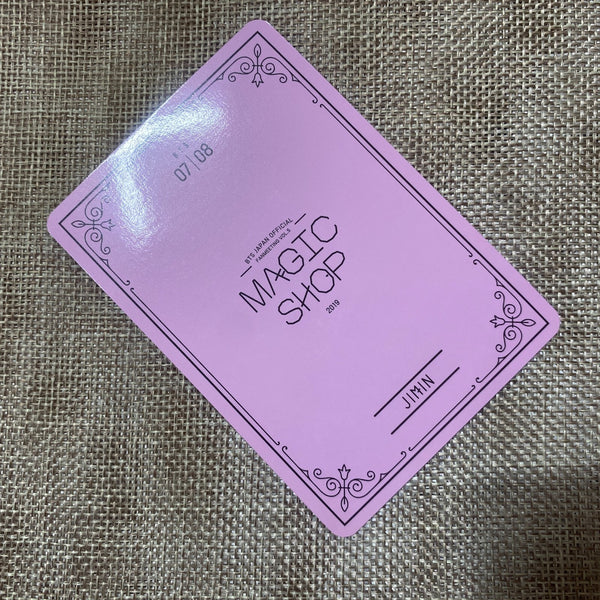 BTS
07|08
BTS JAPAN OFFICIAL
FANMEETING VOL.5
MAGIC
SHOP
2019
JIMIN